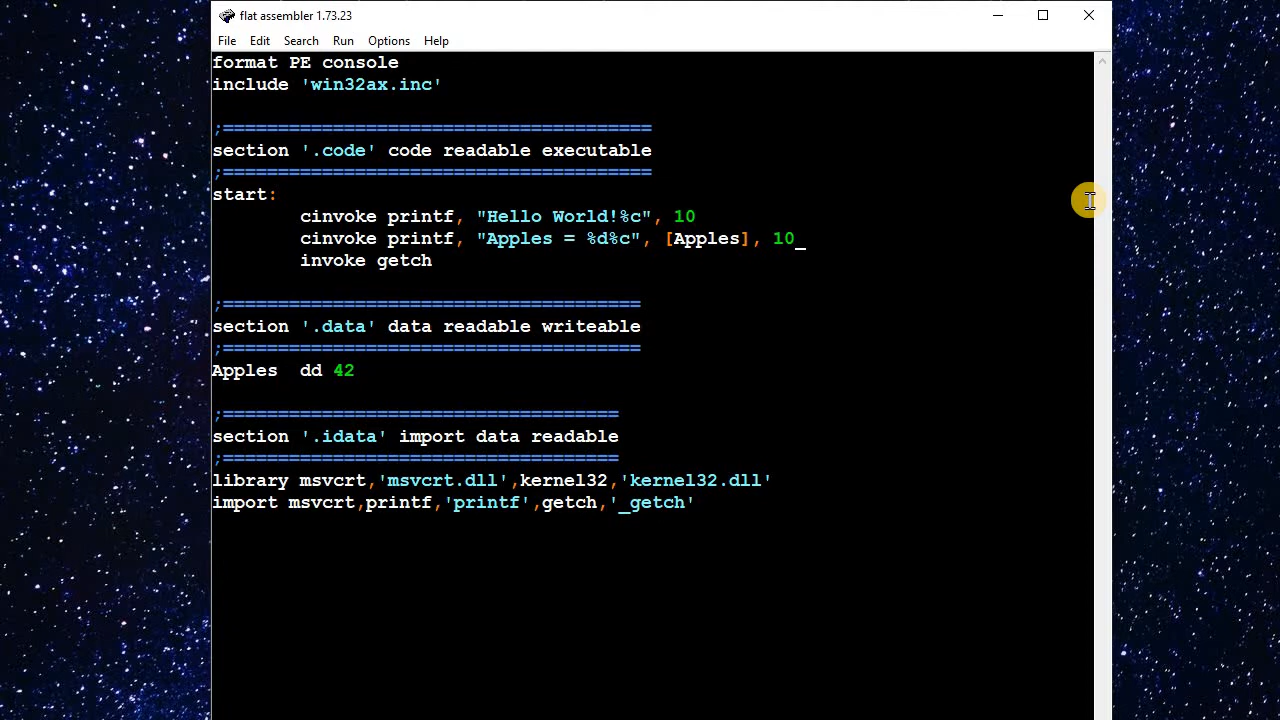 flat assembler 1.73.23
File Edit Search Run Options Help
format PE console
include 'win32ax.inc'
;=======================================
section '.code' code readable executable
;=======================================
start:
cinvoke printf, "Hello World!%c", 10
cinvoke printf, "Apples = %d%c", [Apples], 10_
invoke getch
;======================================
section '.data' data readable writeable
;======================================
Apples dd 42
;====================================
section '.idata' import data readable
;====================================
library msvcrt,'msvcrt.dll',kernel32,'kernel32.dll'
import msvcrt,printf,'printf',getch,'_getch'